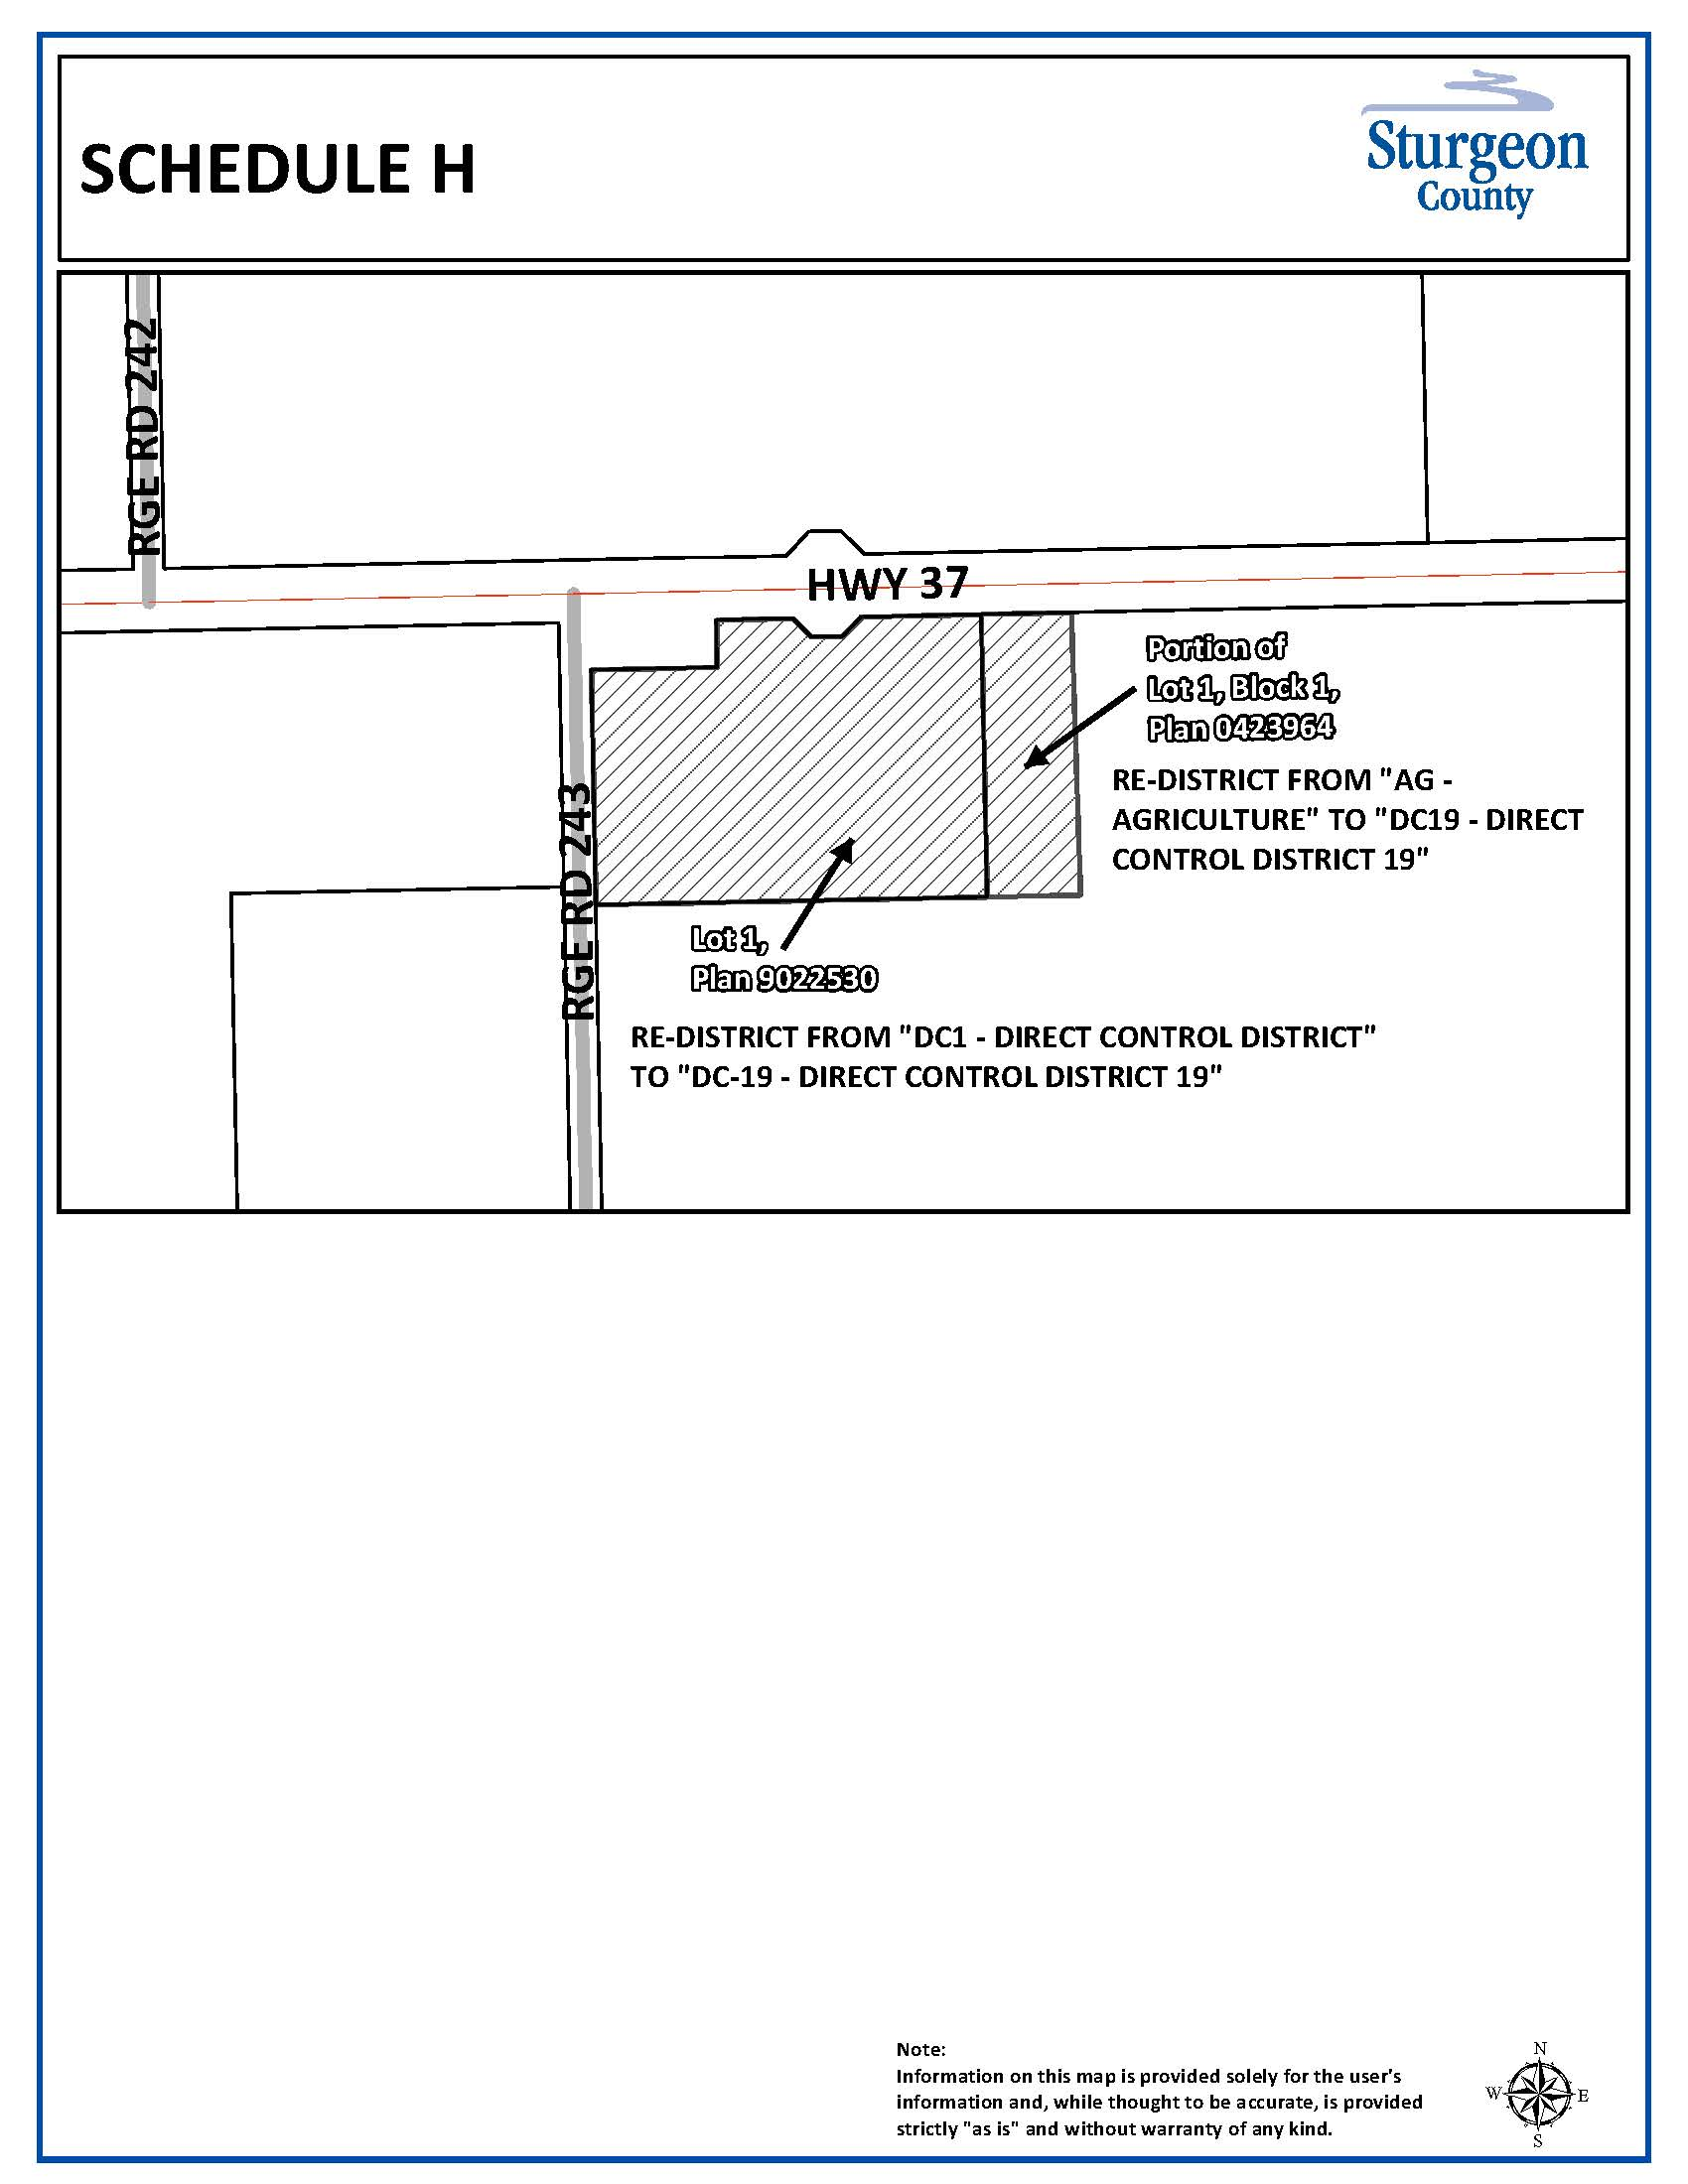 SCHEDULE H
Sturgeon
County
RGE RD 242
HWY 37
Portion of
Lot 1, Block 1,
Plan 0423964
RE-DISTRICT FROM "AG -
AGRICULTURE" TO "DC19 - DIRECT
CONTROL DISTRICT 19"
RGE RD 243
Lot 1,
Plan 9022530
RE-DISTRICT FROM "DC1 - DIRECT CONTROL DISTRICT"
TO "DC-19 - DIRECT CONTROL DISTRICT 19"
Note:
Information on this map is provided solely for the user's
information and, while thought to be accurate, is provided
strictly "as is" and without warranty of any kind.
N
W
E
S